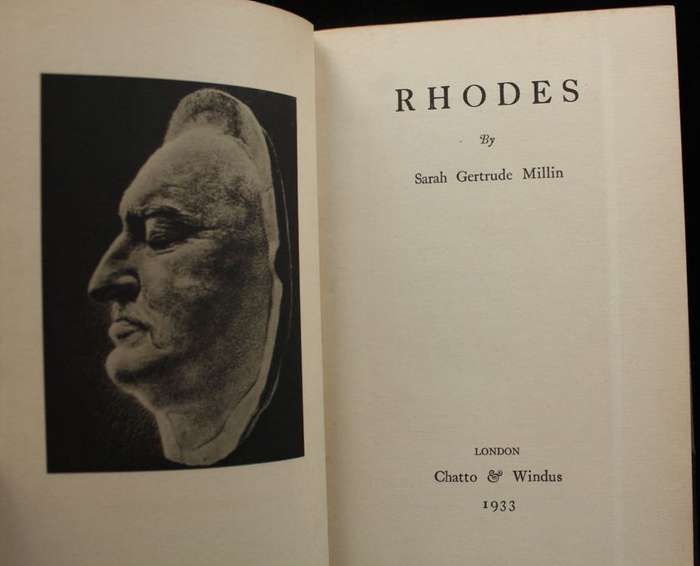 RHODES
By
Sarah Gertrude Millin
LONDON
Chatto & Windus
1933